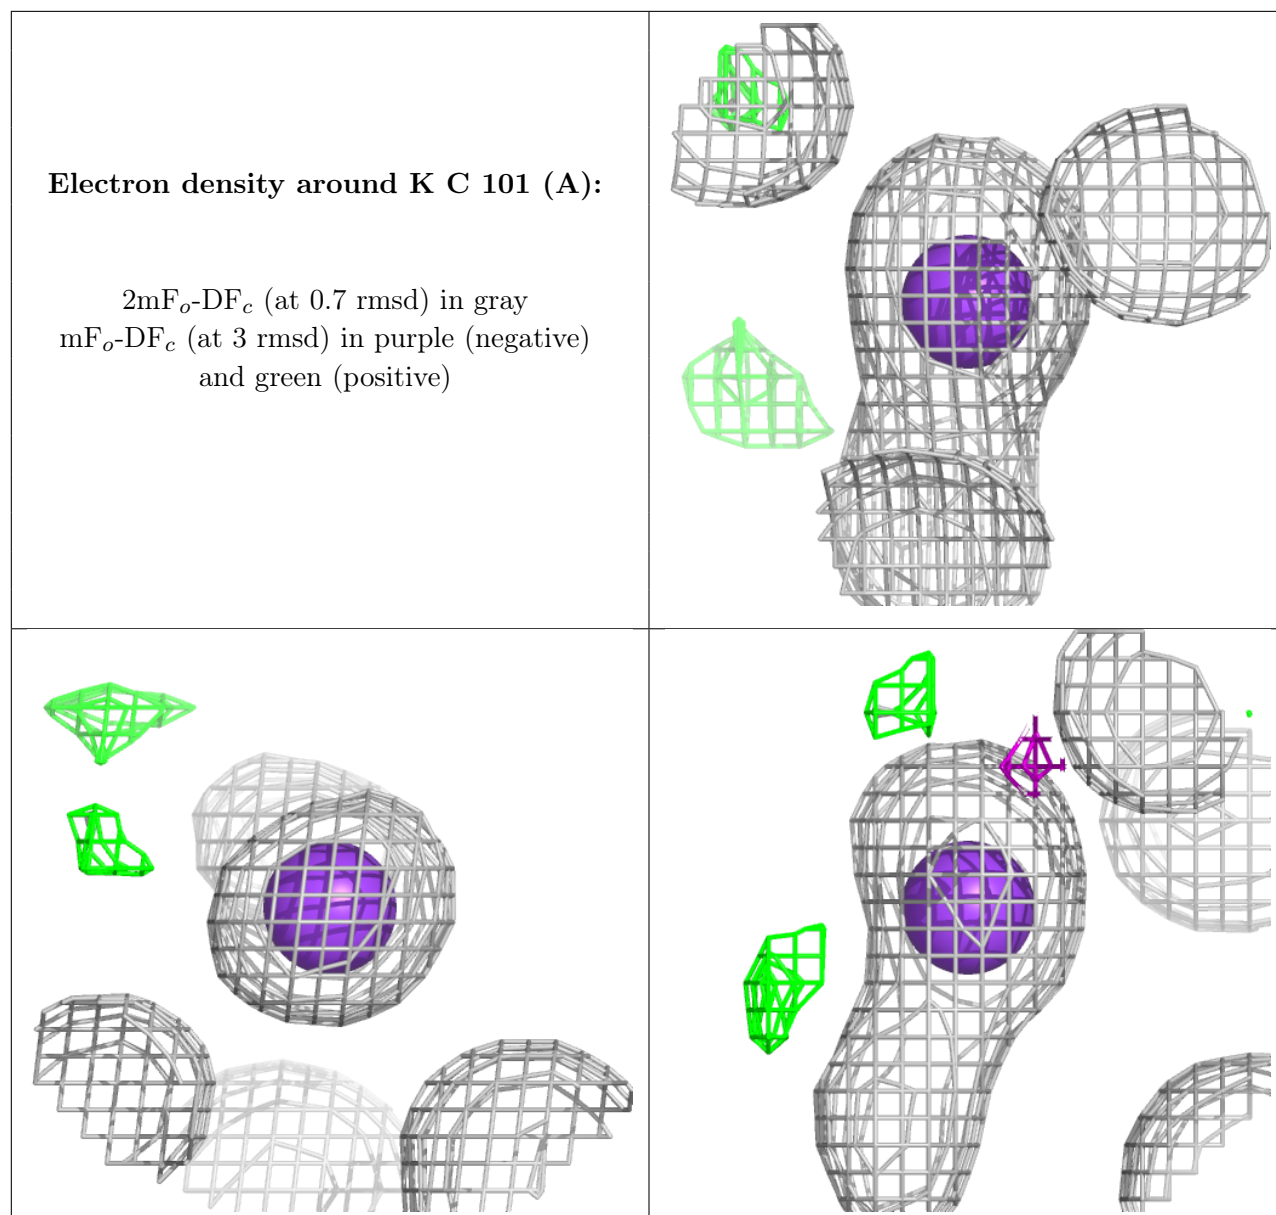 Electron density around K C 101 (A):
2mFo-DFc (at 0.7 rmsd) in gray
mFo-DFc (at 3 rmsd) in purple (negative)
and green (positive)